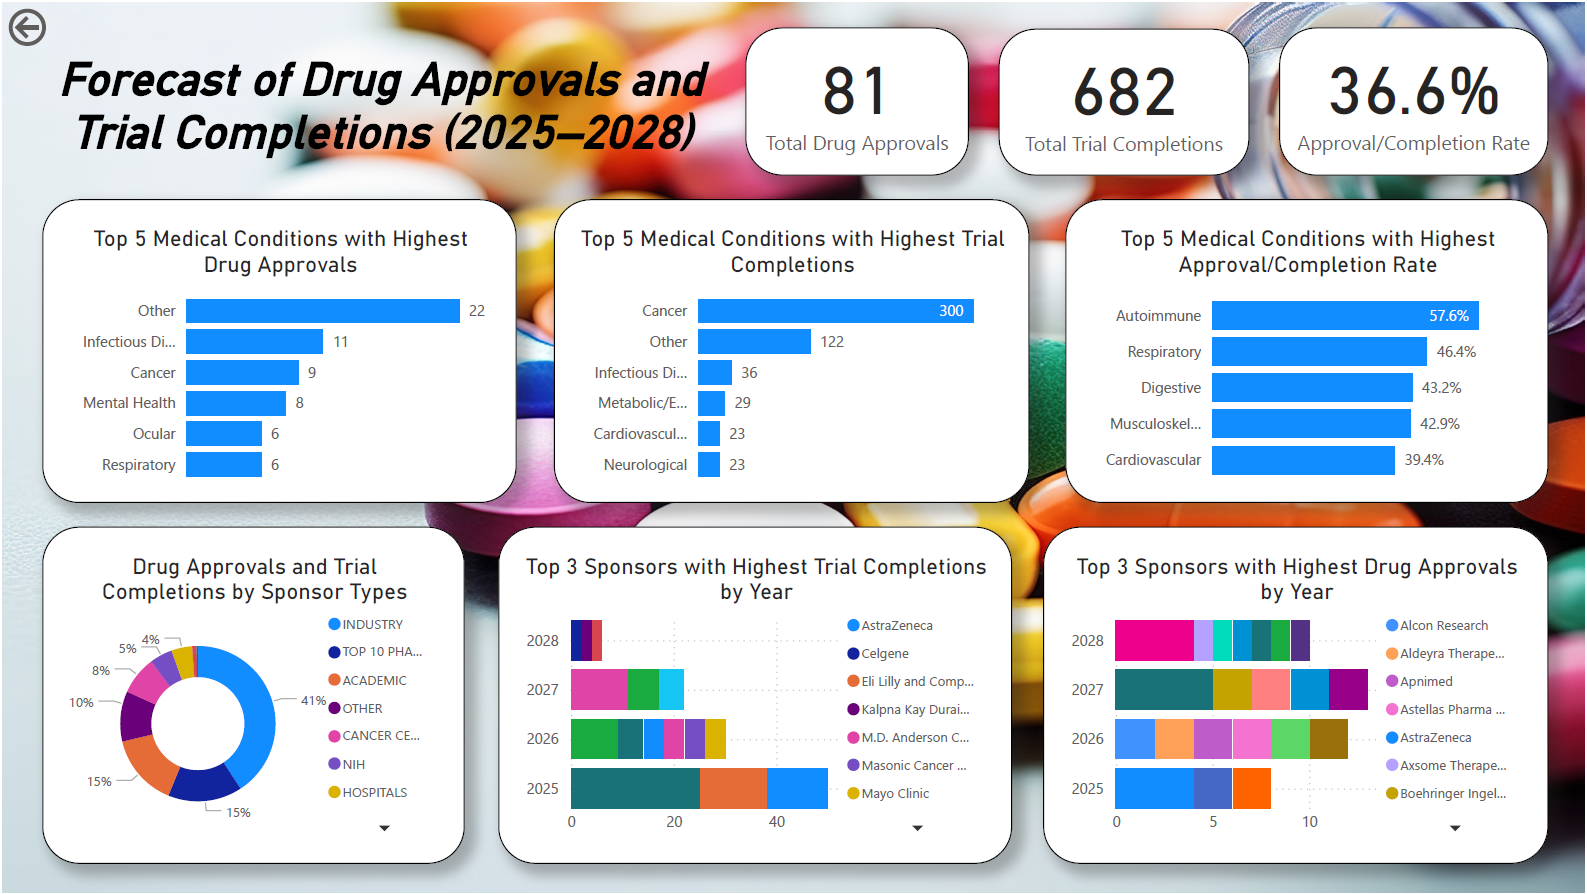 Forecast of Drug Approvals and
Trial Completions (2025–2028)
81
Total Drug Approvals
682
Total Trial Completions
36.6%
Approval/Completion Rate
Top 5 Medical Conditions with Highest
Drug Approvals
Other 22
Infectious Di... 11
Cancer 9
Mental Health 8
Ocular 6
Respiratory 6
Top 5 Medical Conditions with Highest Trial
Completions
Cancer 300
Other 122
Infectious Di... 36
Metabolic/E... 29
Cardiovascul... 23
Neurological 23
Top 5 Medical Conditions with Highest
Approval/Completion Rate
Autoimmune 57.6%
Respiratory 46.4%
Digestive 43.2%
Musculoskel... 42.9%
Cardiovascular 39.4%
Drug Approvals and Trial
Completions by Sponsor Types
41%
15%
15%
10%
8%
5%
4%
INDUSTRY
TOP 10 PHA...
ACADEMIC
OTHER
CANCER CE...
NIH
HOSPITALS
Top 3 Sponsors with Highest Trial Completions
by Year
2028
2027
2026
2025
0 20 40
AstraZeneca
Celgene
Eli Lilly and Comp...
Kalpna Kay Durai...
M.D. Anderson C...
Masonic Cancer ...
Mayo Clinic
Top 3 Sponsors with Highest Drug Approvals
by Year
2028
2027
2026
2025
0 5 10
Alcon Research
Aldeyra Therape...
Apnimed
Astellas Pharma ...
AstraZeneca
Axsome Therape...
Boehringer Ingel...